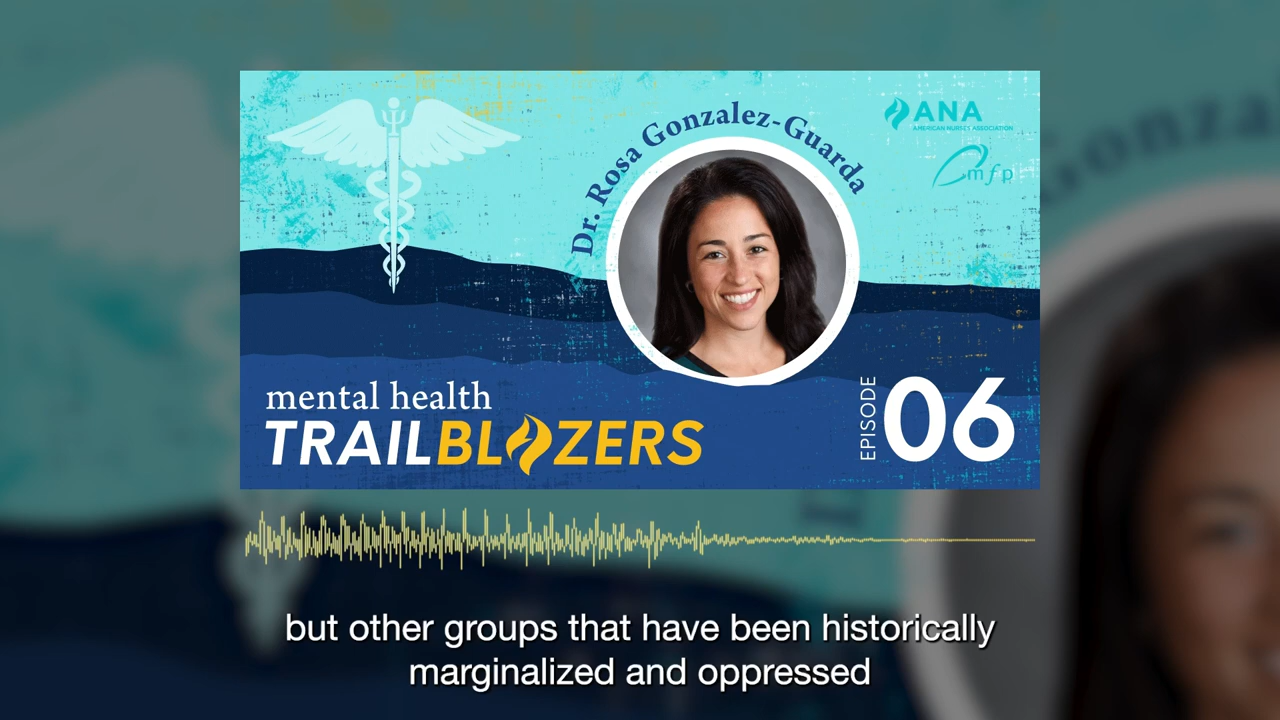 Dr. Rosa Gonzalez-Guarda
ANA
AMERICAN NURSES ASSOCIATION
mfp
mental health
TRAILBLAZERS
EPISODE 06
but other groups that have been historically
marginalized and oppressed